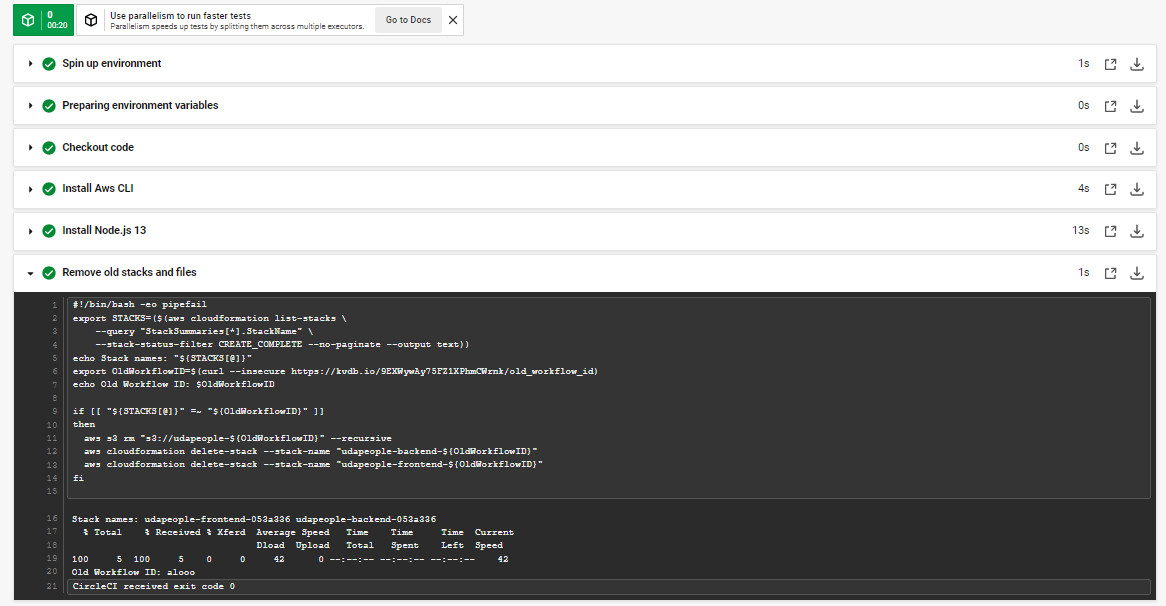 0
00:20
Use parallelism to run faster tests
Parallelism speeds up tests by splitting them across multiple executors.
Go to Docs
Spin up environment 1s
Preparing environment variables 0s
Checkout code 0s
Install Aws CLI 4s
Install Node.js 13 13s
Remove old stacks and files 1s
1 #!/bin/bash -eo pipefail
2 export STACKS=($(aws cloudformation list-stacks \
3 --query "StackSummaries[*].StackName" \
4 --stack-status-filter CREATE_COMPLETE --no-paginate --output text))
5 echo Stack names: "${STACKS[@]}"
6 export OldWorkflowID=$(curl --insecure https://kvdb.io/9EXWywAy75FZ1XPhmCWrnk/old_workflow_id)
7 echo Old Workflow ID: $OldWorkflowID
8
9 if [[ "${STACKS[@]}" =~ "${OldWorkflowID}" ]]
10 then
11 aws s3 rm "s3://udapeople-${OldWorkflowID}" --recursive
12 aws cloudformation delete-stack --stack-name "udapeople-backend-${OldWorkflowID}"
13 aws cloudformation delete-stack --stack-name "udapeople-frontend-${OldWorkflowID}"
14 fi
15
16 Stack names: udapeople-frontend-053a336 udapeople-backend-053a336
17 % Total % Received % Xferd Average Speed Time Time Time Current
18 Dload Upload Total Spent Left Speed
19 100 5 100 5 0 0 42 0 --:--:-- --:--:-- --:--:-- 42
20 Old Workflow ID: alooo
21 CircleCI received exit code 0